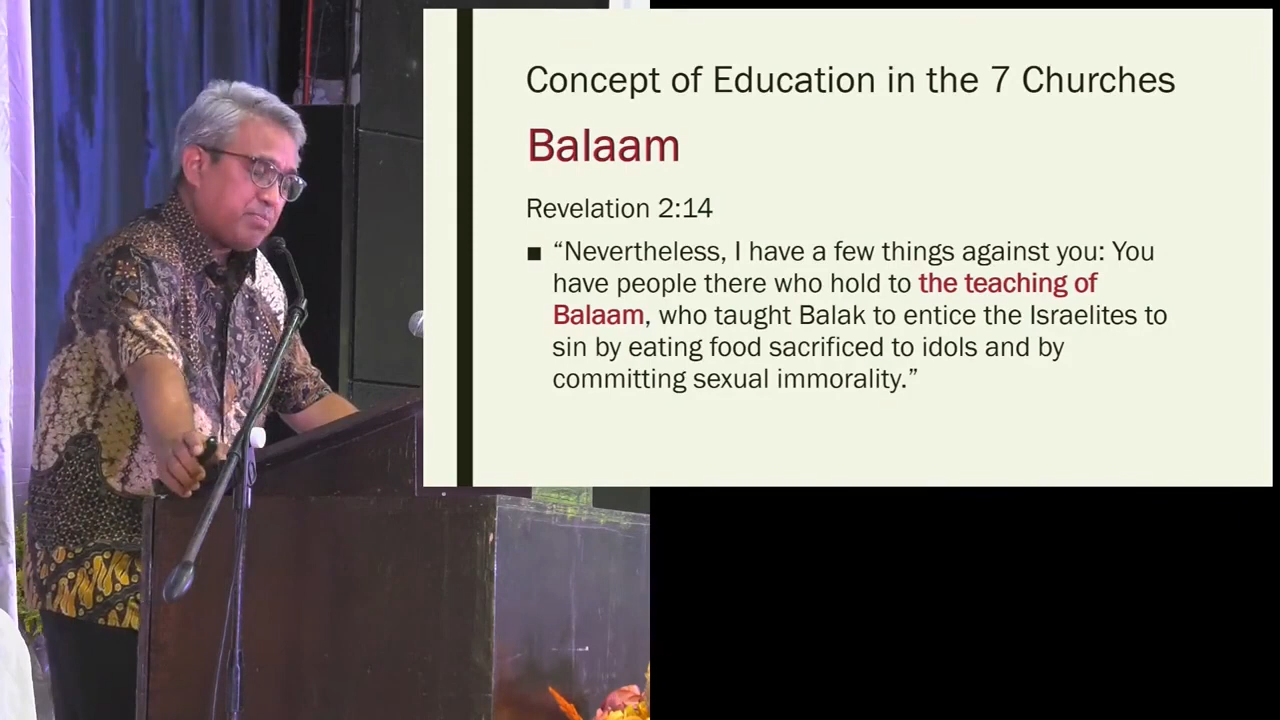 Concept of Education in the 7 Churches
Balaam
Revelation 2:14
■ “Nevertheless, I have a few things against you: You
have people there who hold to the teaching of
Balaam, who taught Balak to entice the Israelites to
sin by eating food sacrificed to idols and by
committing sexual immorality.”